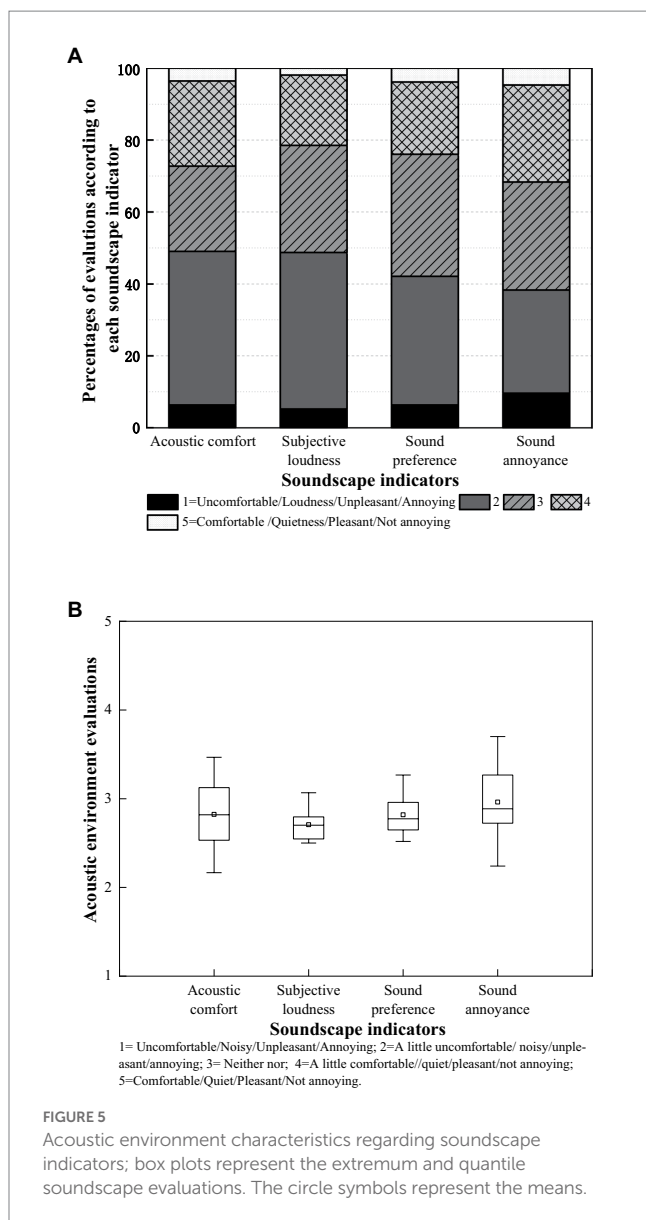 A
Percentages of evalutions according to
each soundscape indicator
100
80
60
40
20
0
Acoustic comfort
Subjective
loudness
Sound
preference
Sound
annoyance
Soundscape indicators
1=Uncomfortable/Loudness/Unpleasant/Annoying 2 3 4
5=Comfortable /Quietness/Pleasant/Not annoying
B
Acoustic environment evaluations
5
4
3
2
1
Acoustic
comfort
Subjective
loudness
Sound
preference
Sound
annoyance
Soundscape indicators
1= Uncomfortable/Noisy/Unpleasant/Annoying; 2=A little uncomfortable/ noisy/unple-
asant/annoying; 3= Neither nor; 4=A little comfortable//quiet/pleasant/not annoying;
5=Comfortable/Quiet/Pleasant/Not annoying.
FIGURE 5
Acoustic environment characteristics regarding soundscape
indicators; box plots represent the extremum and quantile
soundscape evaluations. The circle symbols represent the means.